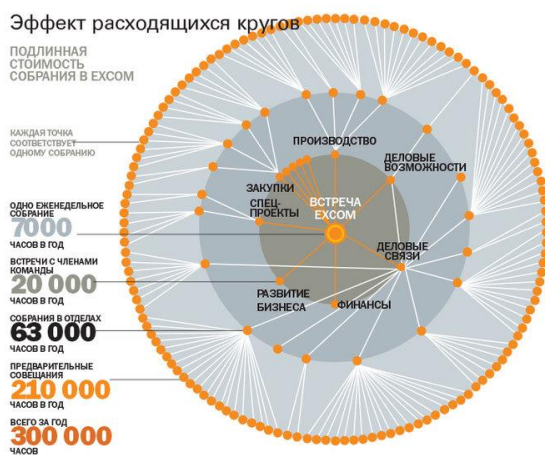 Эффект расходящихся кругов
ПОДЛИННАЯ
СТОИМОСТЬ
СОБРАНИЯ В EXCOM
КАЖДАЯ ТОЧКА
СООТВЕТСТВУЕТ
ОДНОМУ СОБРАНИЮ
ОДНО ЕЖЕНЕДЕЛЬНОЕ
СОБРАНИЕ
7000
ЧАСОВ В ГОД
ВСТРЕЧИ С ЧЛЕНАМИ
КОМАНДЫ
20 000
ЧАСОВ В ГОД
СОБРАНИЯ В ОТДЕЛАХ
63 000
ЧАСОВ В ГОД
ПРЕДВАРИТЕЛЬНЫЕ
СОВЕЩАНИЯ
210 000
ЧАСОВ В ГОД
ВСЕГО ЗА ГОД
300 000
ЧАСОВ
ПРОИЗВОДСТВО
ДЕЛОВЫЕ
ВОЗМОЖНОСТИ
ЗАКУПКИ
СПЕЦ-
ПРОЕКТЫ
ВСТРЕЧА
EXCOM
ДЕЛОВЫЕ
СВЯЗИ
РАЗВИТИЕ
БИЗНЕСА
ФИНАНСЫ